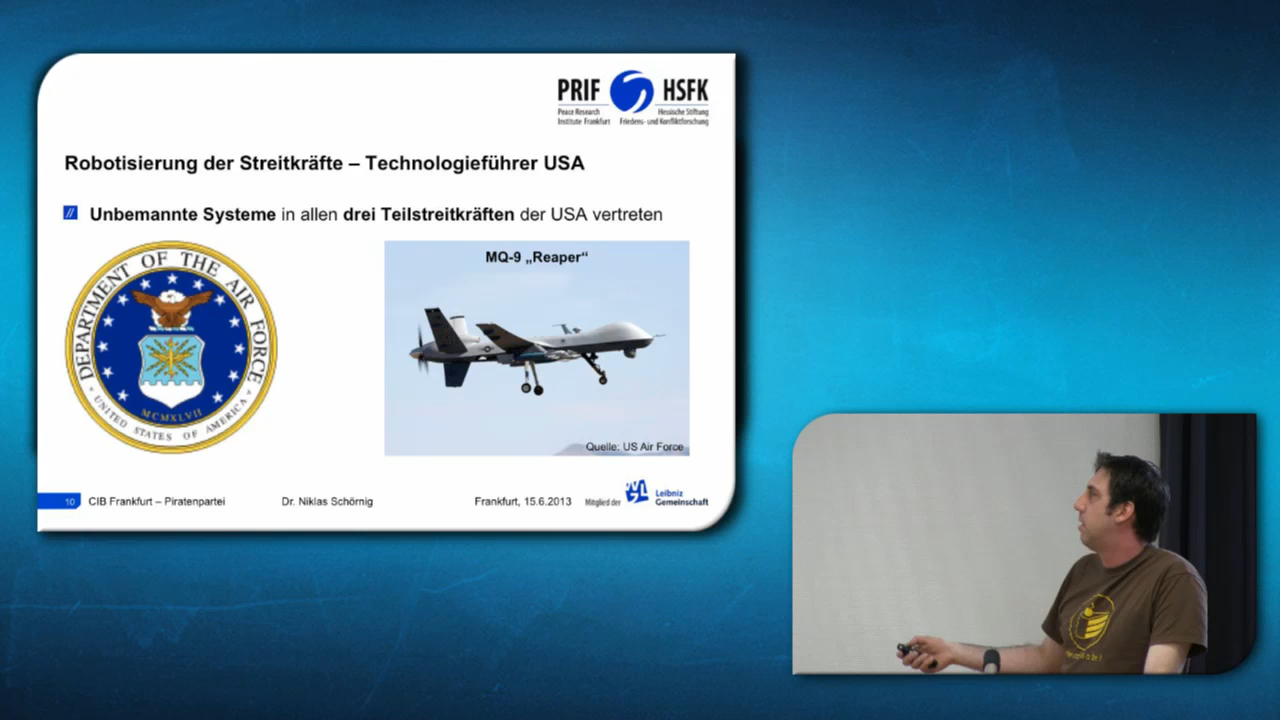 PRIF HSFK
Peace Research Hessische Stiftung
Institute Frankfurt Friedens- und Konfliktforschung
Robotisierung der Streitkräfte – Technologieführer USA
// Unbemannte Systeme in allen drei Teilstreitkräften der USA vertreten
DEPARTMENT OF THE AIR FORCE
MCMXLVII
UNITED STATES OF AMERICA
MQ-9 „Reaper“
Quelle: US Air Force
10 CIB Frankfurt – Piratenpartei Dr. Niklas Schörnig Frankfurt, 15.6.2013 Mitglied der Leibniz
Gemeinschaft